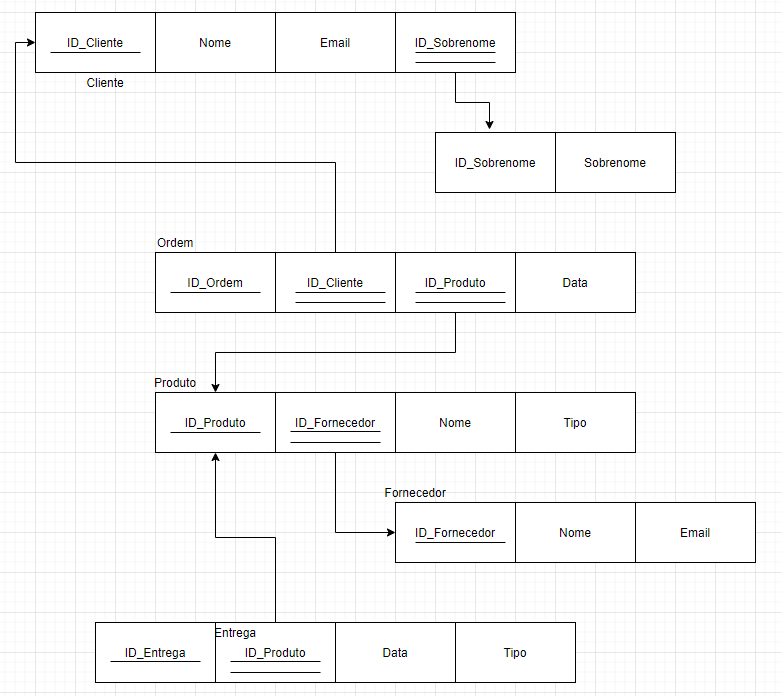 ID_Cliente Nome Email ID_Sobrenome
Cliente
ID_Sobrenome Sobrenome
Ordem
ID_Ordem ID_Cliente ID_Produto Data
Produto
ID_Produto ID_Fornecedor Nome Tipo
Fornecedor
ID_Fornecedor Nome Email
Entrega
ID_Entrega ID_Produto Data Tipo